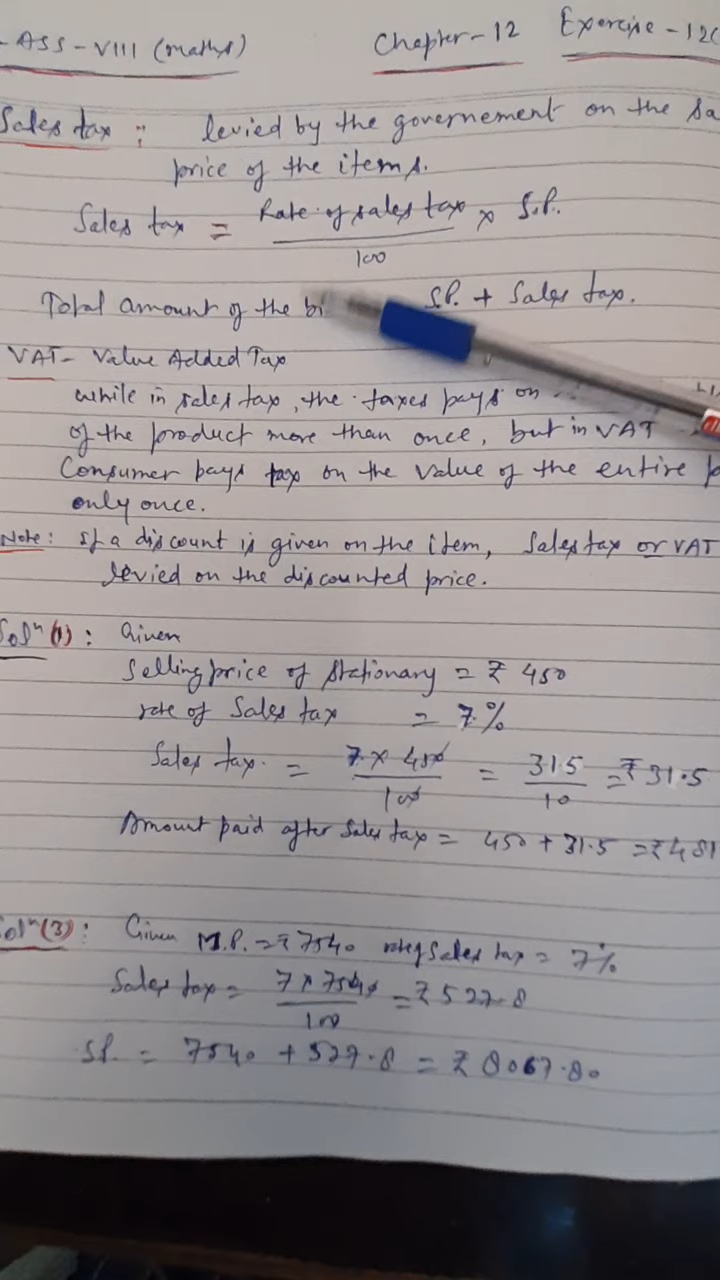 ASS - VIII (maths) Chapter-12 Exercise - 12(
Sales tax : levied by the governement on the Sa
price of the items.
Sales tax = Rate of sales tax × S.P.
100
Total amount of the bi S.P. + Sales tax.
VAT - Value Added Tax
while in sales tax, the taxes pays on
of the product more than once, but in VAT
Consumer pays tax on the value of the entire p
only once.
Note: If a discount is given on the item, Sales tax or VAT
levied on the discounted price.
Solⁿ (1) : Given
Selling price of Stationary = ₹ 450
rate of Sales tax = 7%
Sales tax = 7 × 450 = 315 = ₹31.5
100 10
Amount paid after Sales tax = 450 + 31.5 = ₹481
Solⁿ (3) : Given M.P. = ₹7540 rate of Sales tax = 7%
Sales tax = 7 × 7540 = ₹527.8
100
S.P. = 7540 + 527.8 = ₹8067.80